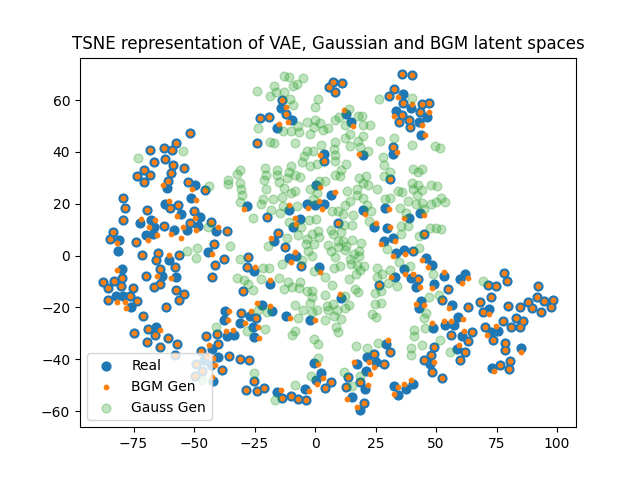 TSNE representation of VAE, Gaussian and BGM latent spaces
60
40
20
0
−20
−40
−60
Real
BGM Gen
Gauss Gen
−75 −50 −25 0 25 50 75 100